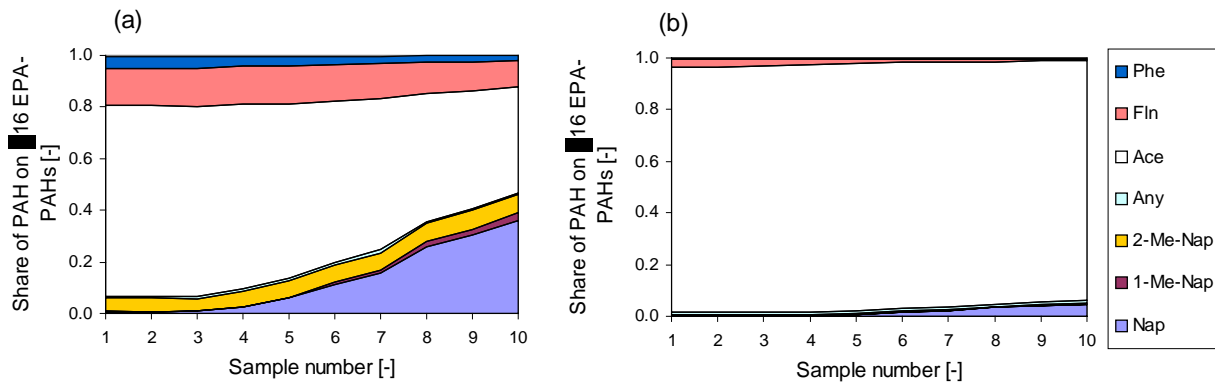 (a)
Share of PAH on 16 EPA-
PAHs [-]
1.0
0.8
0.6
0.4
0.2
0.0
1 2 3 4 5 6 7 8 9 10
Sample number [-]
(b)
Share of PAH on 16 EPA-
PAHs [-]
1.0
0.8
0.6
0.4
0.2
0.0
1 2 3 4 5 6 7 8 9 10
Sample number [-]
Phe
Fln
Ace
Any
2-Me-Nap
1-Me-Nap
Nap